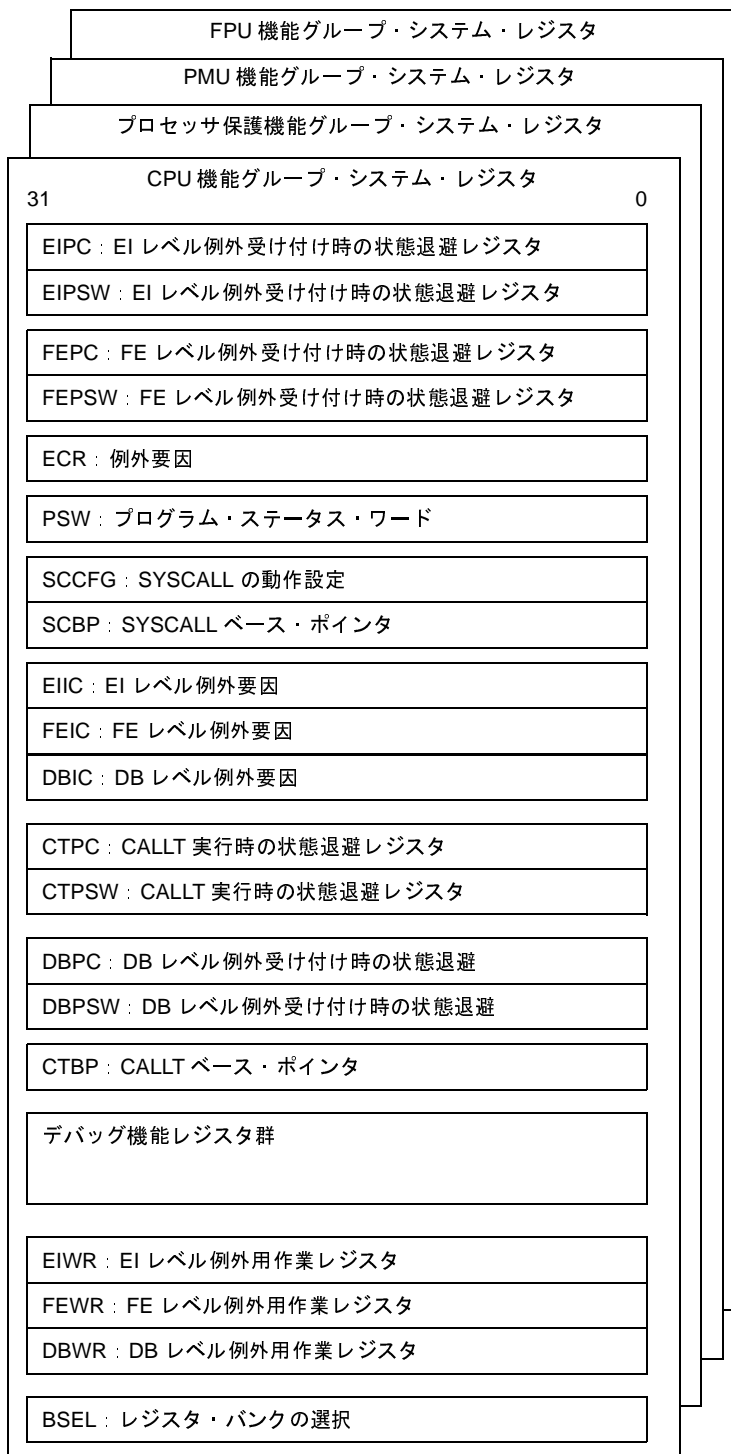 FPU 機能グループ・システム・レジスタ
PMU 機能グループ・システム・レジスタ
プロセッサ保護機能グループ・システム・レジスタ
CPU 機能グループ・システム・レジスタ
31 0
EIPC：EI レベル例外受け付け時の状態退避レジスタ
EIPSW：EI レベル例外受け付け時の状態退避レジスタ
FEPC：FE レベル例外受け付け時の状態退避レジスタ
FEPSW：FE レベル例外受け付け時の状態退避レジスタ
ECR：例外要因
PSW：プログラム・ステータス・ワード
SCCFG：SYSCALL の動作設定
SCBP：SYSCALL ベース・ポインタ
EIIC：EI レベル例外要因
FEIC：FE レベル例外要因
DBIC：DB レベル例外要因
CTPC：CALLT 実行時の状態退避レジスタ
CTPSW：CALLT 実行時の状態退避レジスタ
DBPC：DB レベル例外受け付け時の状態退避
DBPSW：DB レベル例外受け付け時の状態退避
CTBP：CALLT ベース・ポインタ
デバッグ機能レジスタ群
EIWR：EI レベル例外用作業レジスタ
FEWR：FE レベル例外用作業レジスタ
DBWR：DB レベル例外用作業レジスタ
BSEL：レジスタ・バンクの選択